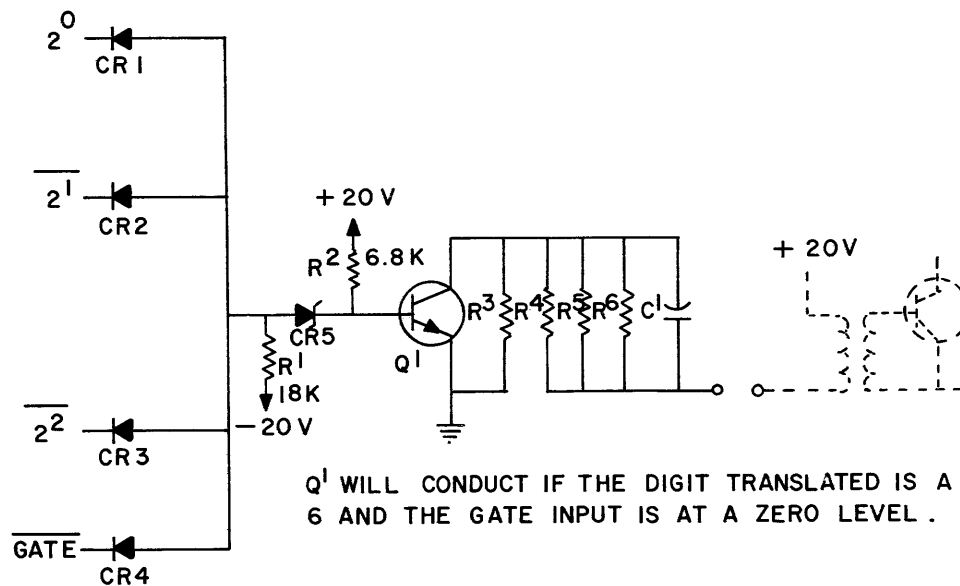 2⁰
CR1
2̅¹̅
CR2
+20V
R² 6.8K
CR5
R¹
18K
−20V
Q¹
R³ R⁴ R⁵ R⁶ C¹
+20V
2̅²̅
CR3
G̅A̅T̅E̅
CR4
Q¹ WILL CONDUCT IF THE DIGIT TRANSLATED IS A
6 AND THE GATE INPUT IS AT A ZERO LEVEL.